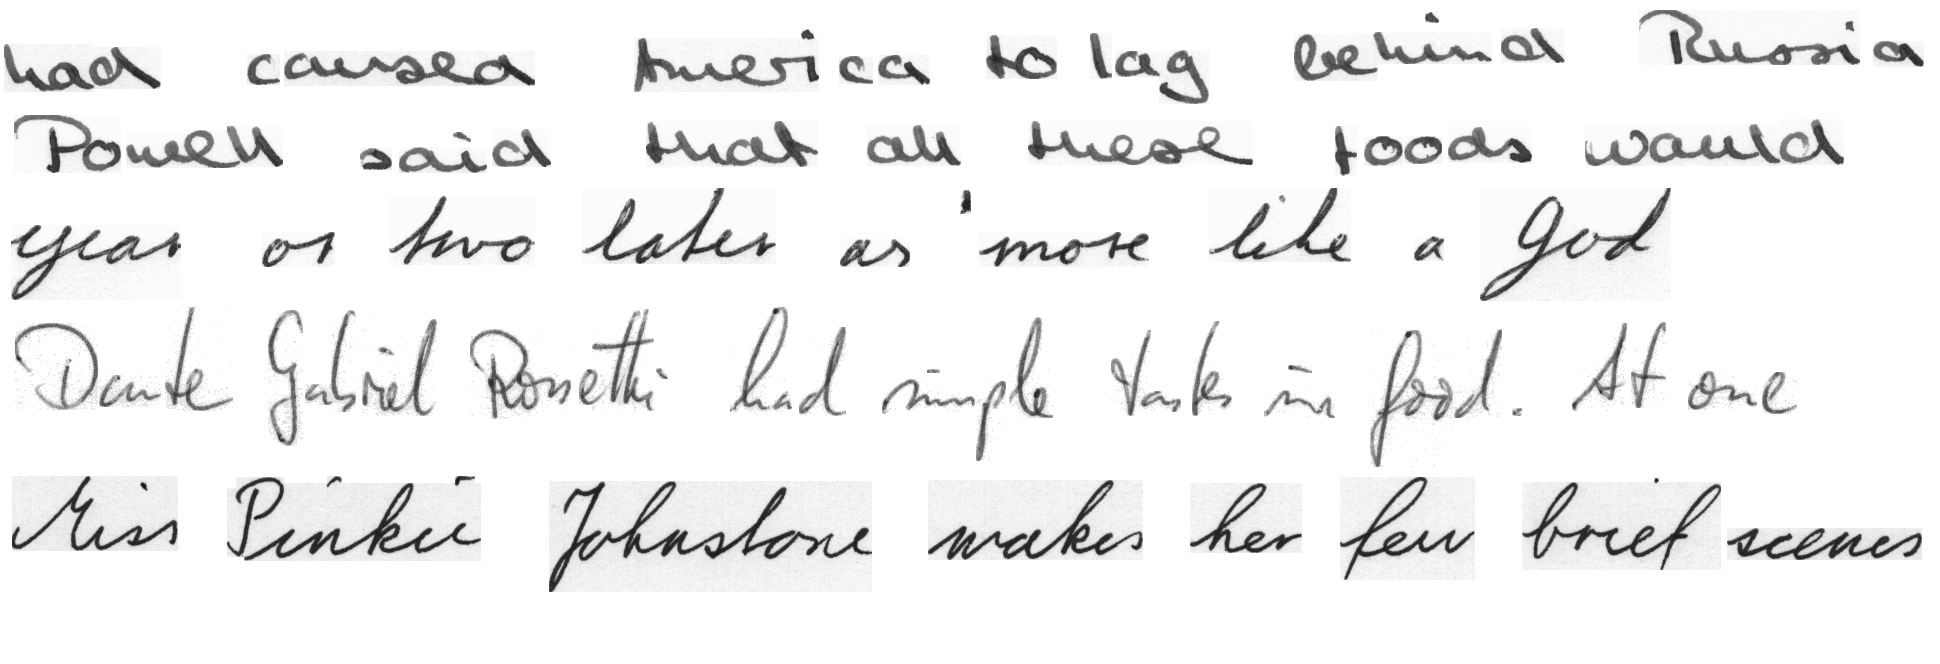 had caused America to lag behind Russia
Powell said that all these foods would
year or two later as 'more like a God
Dante Gabriel Rossetti had simple tastes in food. At one
Miss Pinkie Johnstone makes her few brief scenes